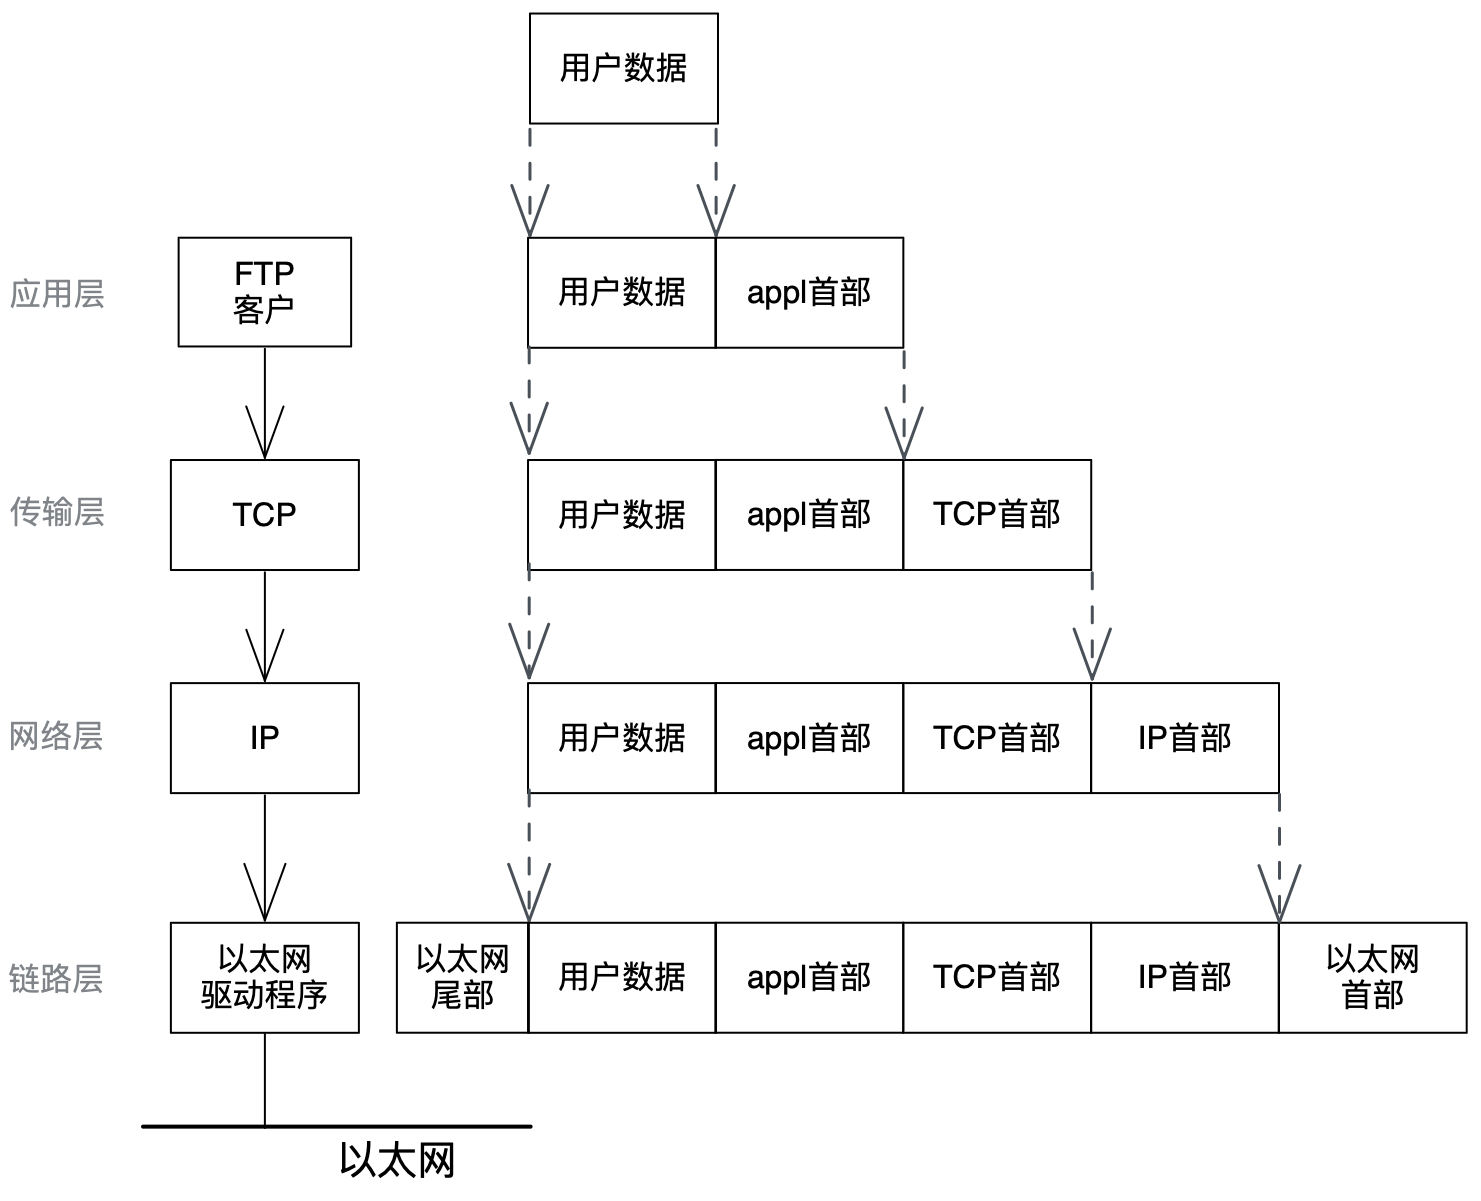 用户数据
应用层
FTP
客户
用户数据
appl首部
传输层
TCP
用户数据
appl首部
TCP首部
网络层
IP
用户数据
appl首部
TCP首部
IP首部
链路层
以太网
驱动程序
以太网
尾部
用户数据
appl首部
TCP首部
IP首部
以太网
首部
以太网